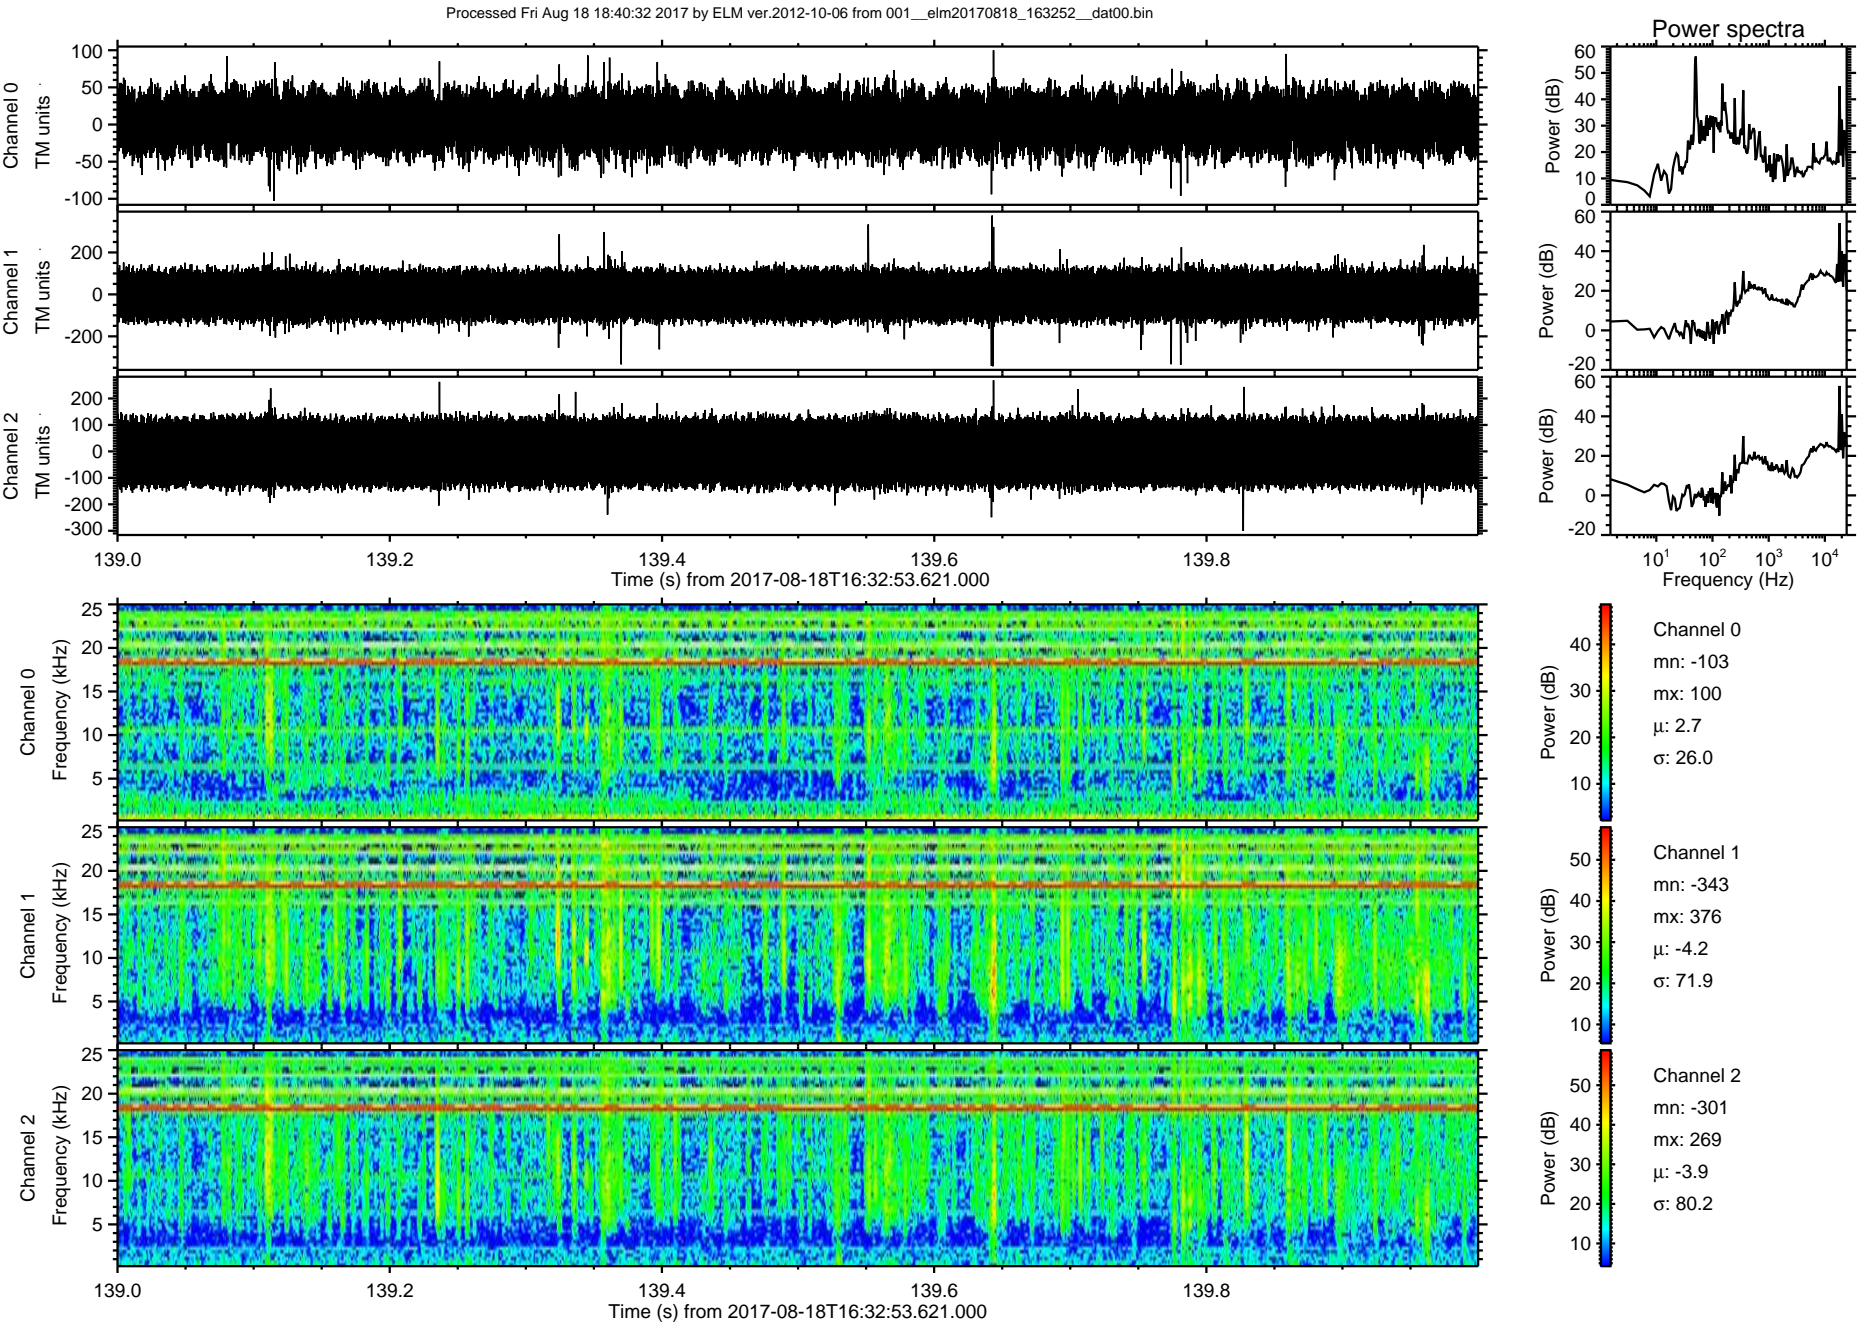 Processed Fri Aug 18 18:40:32 2017 by ELM ver.2012-10-06 from 001__elm20170818_163252__dat00.bin
Power spectra
Channel 0
TM units
100
50
0
-50
-100
Power (dB)
60
50
40
30
20
10
0
Channel 1
TM units
200
0
-200
Power (dB)
60
40
20
0
-20
Channel 2
TM units
200
100
0
-100
-200
-300
Power (dB)
60
40
20
0
-20
139.0 139.2 139.4 139.6 139.8
Time (s) from 2017-08-18T16:32:53.621.000
10^1 10^2 10^3 10^4
Frequency (Hz)
Channel 0
Frequency (kHz)
25
20
15
10
5
Power (dB)
40
30
20
10
Channel 0
mn: -103
mx: 100
µ: 2.7
σ: 26.0
Channel 1
Frequency (kHz)
25
20
15
10
5
Power (dB)
50
40
30
20
10
Channel 1
mn: -343
mx: 376
µ: -4.2
σ: 71.9
Channel 2
Frequency (kHz)
25
20
15
10
5
Power (dB)
50
40
30
20
10
Channel 2
mn: -301
mx: 269
µ: -3.9
σ: 80.2
139.0 139.2 139.4 139.6 139.8
Time (s) from 2017-08-18T16:32:53.621.000